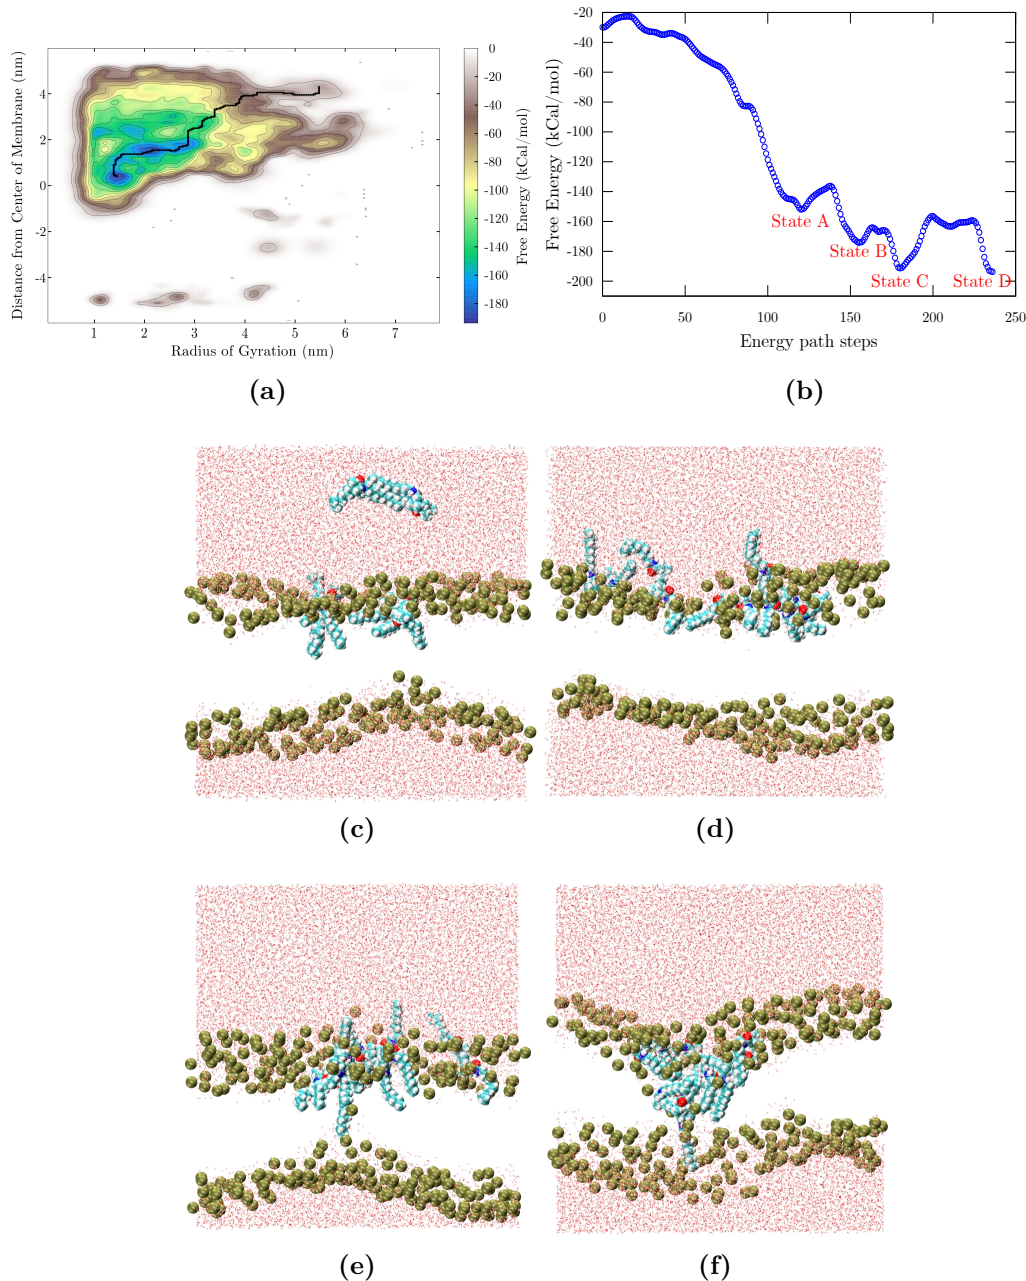 Distance from Center of Membrane (nm)
4
2
0
-2
-4
1 2 3 4 5 6 7
Radius of Gyration (nm)
0
-20
-40
-60
-80
-100
-120
-140
-160
-180
Free Energy (kCal/mol)
(a)
Free Energy (kCal/mol)
-20
-40
-60
-80
-100
-120
-140
-160
-180
-200
State A
State B
State C State D
0 50 100 150 200 250
Energy path steps
(b)
(c) (d)
(e) (f)